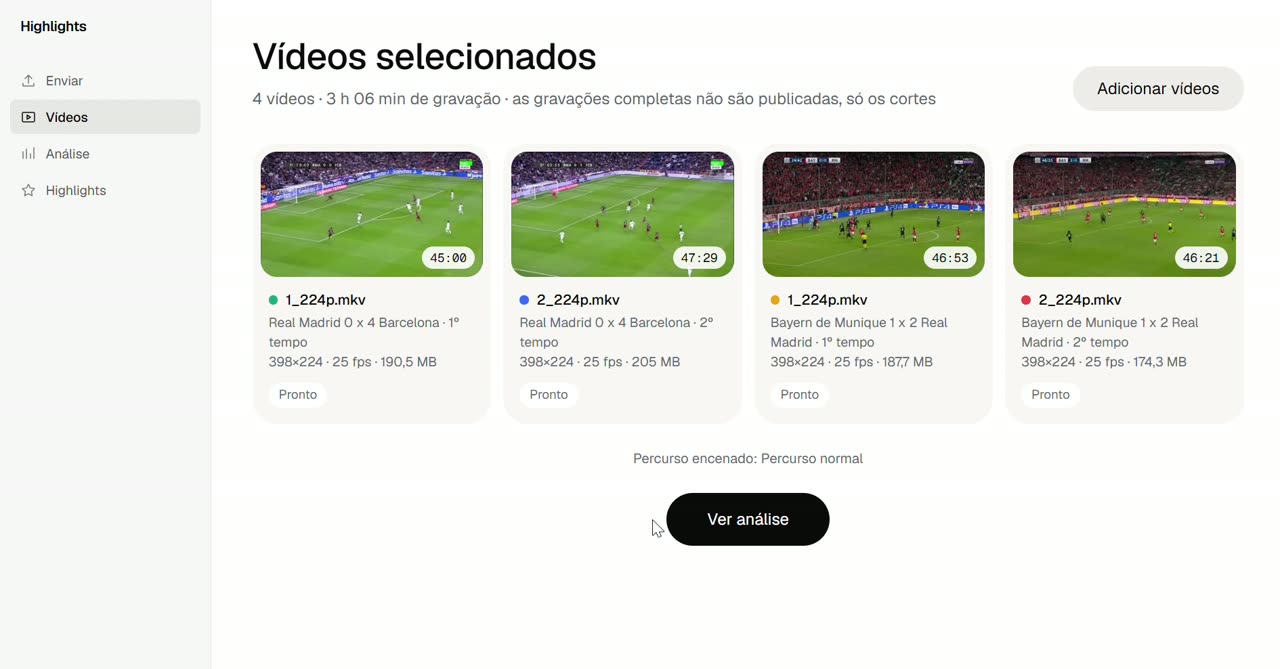 Highlights
Enviar
Vídeos
Análise
Highlights
Vídeos selecionados
4 vídeos · 3 h 06 min de gravação · as gravações completas não são publicadas, só os cortes
Adicionar vídeos
45:00
1_224p.mkv
Real Madrid 0 x 4 Barcelona · 1º
tempo
398×224 · 25 fps · 190,5 MB
Pronto
47:29
2_224p.mkv
Real Madrid 0 x 4 Barcelona · 2º
tempo
398×224 · 25 fps · 205 MB
Pronto
46:53
1_224p.mkv
Bayern de Munique 1 x 2 Real
Madrid · 1º tempo
398×224 · 25 fps · 187,7 MB
Pronto
46:21
2_224p.mkv
Bayern de Munique 1 x 2 Real
Madrid · 2º tempo
398×224 · 25 fps · 174,3 MB
Pronto
Percurso encenado: Percurso normal
Ver análise